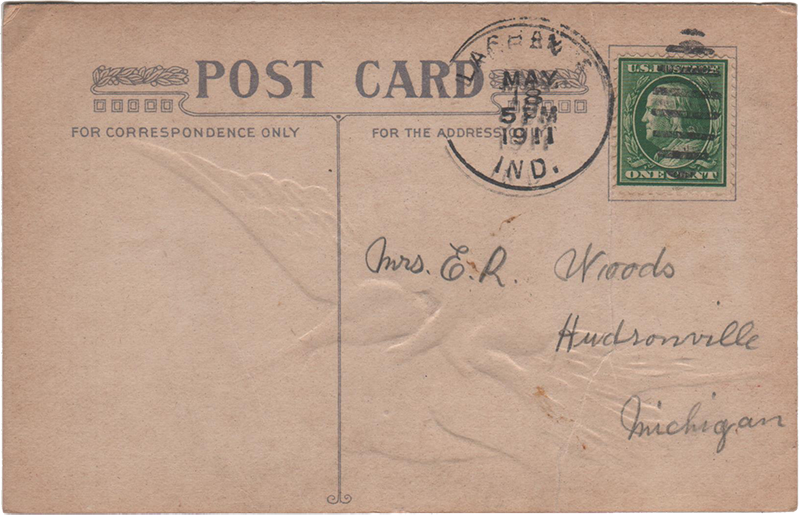 POST CARD
FOR CORRESPONDENCE ONLY
FOR THE ADDRESS
MAY
18
5 PM
1911
IND.
U.S.
ONE CENT
Mrs. E. R. Woods
Hudsonville
Michigan